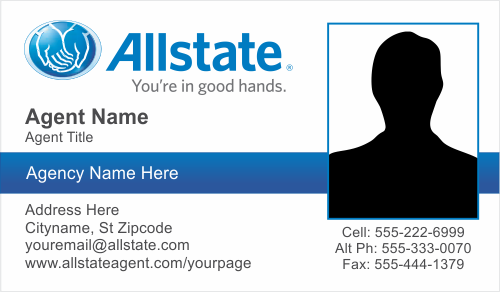 Allstate®
You're in good hands.
Agent Name
Agent Title
Agency Name Here
Address Here
Cityname, St Zipcode
youremail@allstate.com
www.allstateagent.com/yourpage
Cell: 555-222-6999
Alt Ph: 555-333-0070
Fax: 555-444-1379